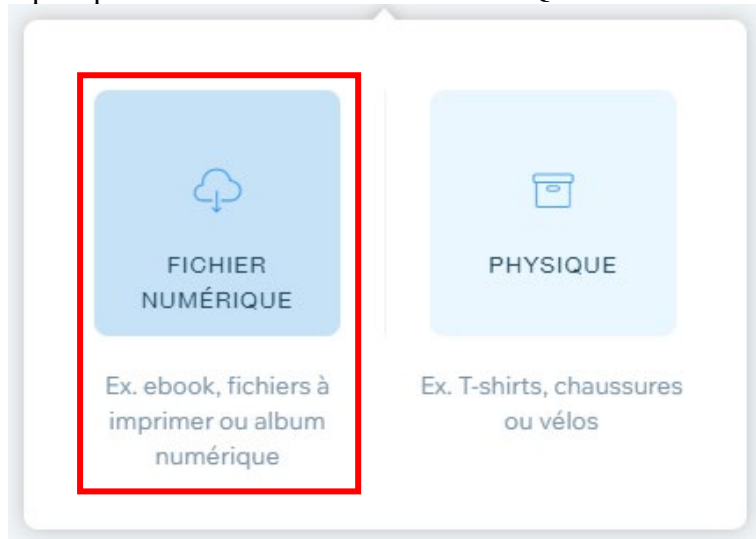 FICHIER
NUMÉRIQUE
Ex. ebook, fichiers à
imprimer ou album
numérique
PHYSIQUE
Ex. T-shirts, chaussures
ou vélos